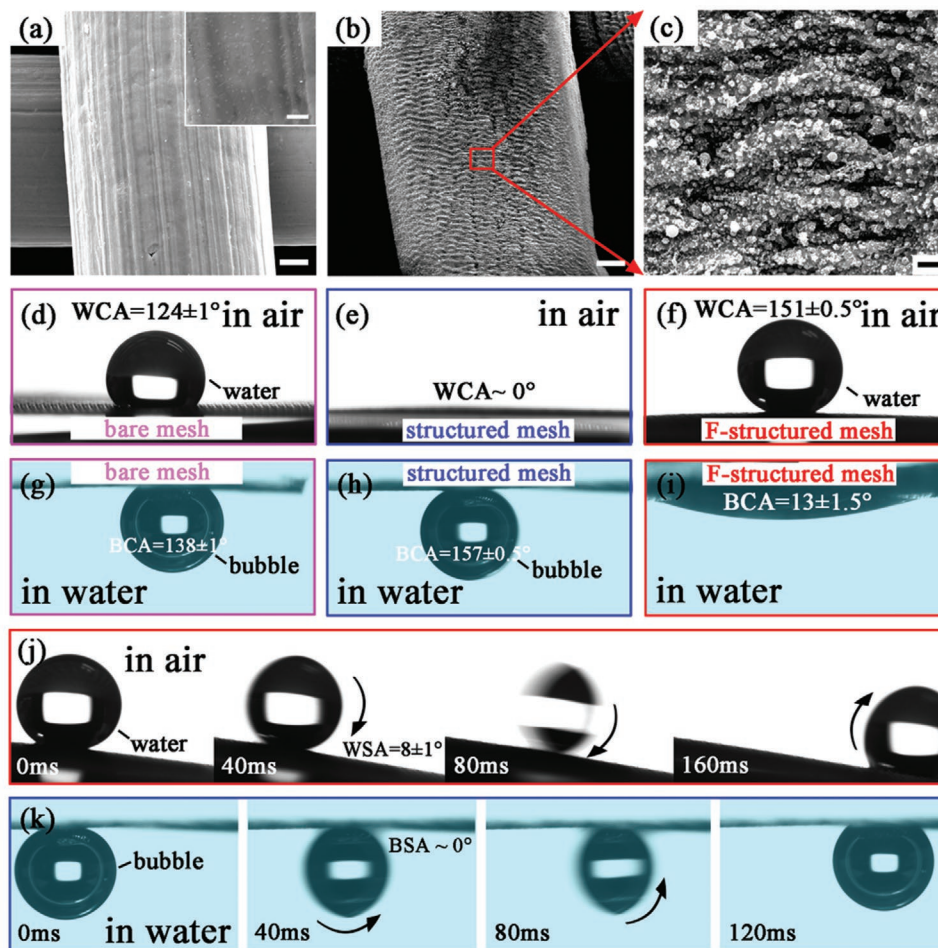 (a)
(b)
(c)
(d)
WCA=124±1° in air
water
bare mesh
(e)
in air
WCA~ 0°
structured mesh
(f)
WCA=151±0.5° in air
water
F-structured mesh
(g)
bare mesh
BCA=138±1°
bubble
in water
(h)
structured mesh
BCA=157±0.5°
bubble
in water
(i)
F-structured mesh
BCA=13±1.5°
in water
(j)
in air
water
0ms
40ms
WSA=8±1°
80ms
160ms
(k)
bubble
0ms
in water
40ms
BSA ~ 0°
80ms
120ms